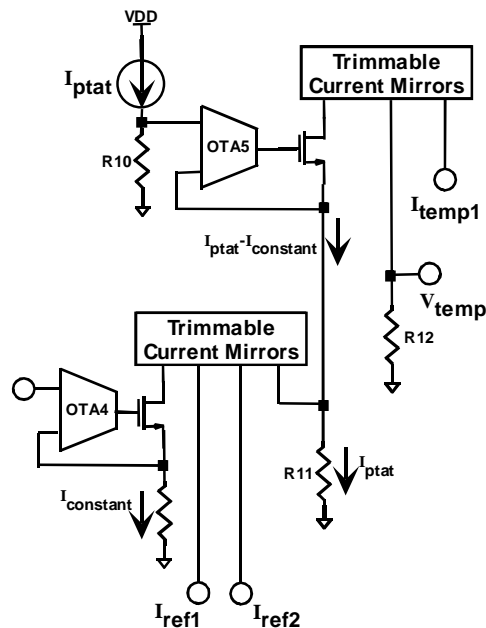 VDD
Iptat
R10
OTA5
Trimmable
Current Mirrors
Itemp1
Iptat-Iconstant
Vtemp
R12
Trimmable
Current Mirrors
OTA4
Iconstant
R11
Iptat
Iref1
Iref2